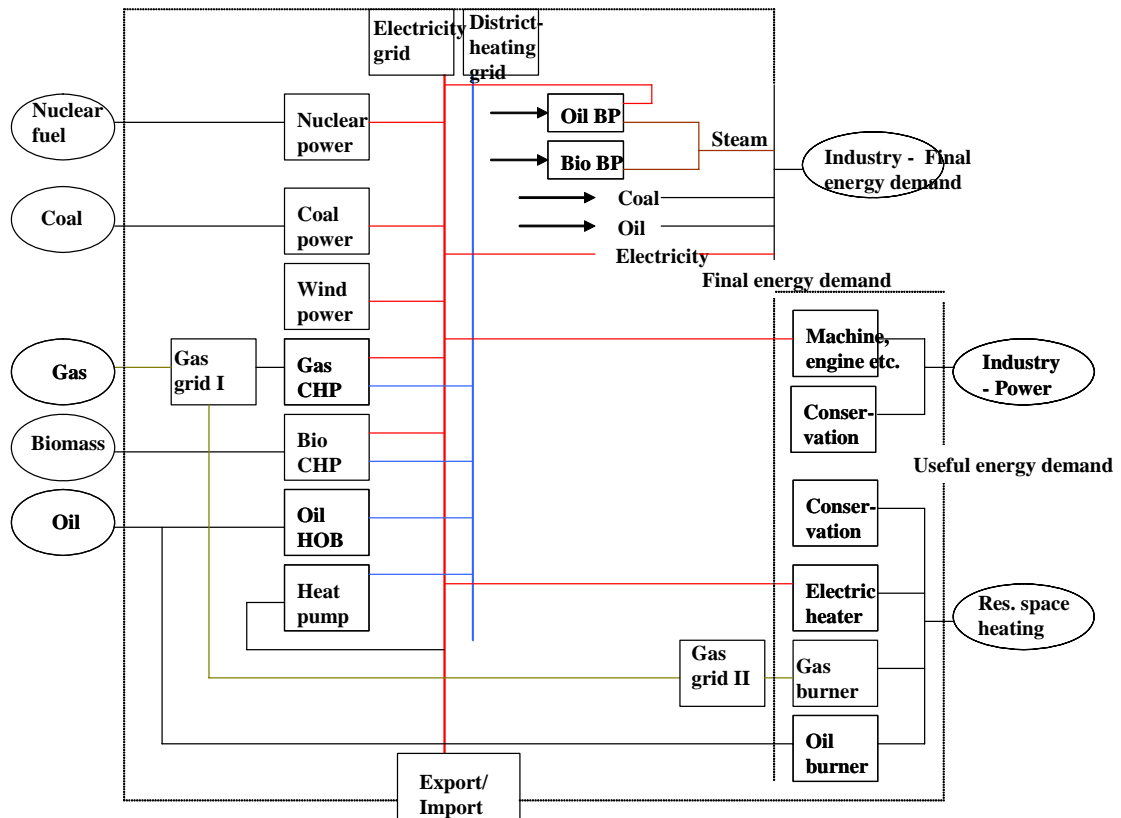 Electricity
grid
District-
heating
grid
Nuclear
fuel
Nuclear
power
Oil BP
Steam
Bio BP
Industry - Final
energy demand
Coal
Coal
power
Coal
Oil
Electricity
Final energy demand
Wind
power
Gas
Gas
grid I
Gas
CHP
Machine,
engine etc.
Industry
- Power
Conser-
vation
Biomass
Bio
CHP
Useful energy demand
Oil
Oil
HOB
Conser-
vation
Heat
pump
Electric
heater
Res. space
heating
Gas
grid II
Gas
burner
Oil
burner
Export/
Import